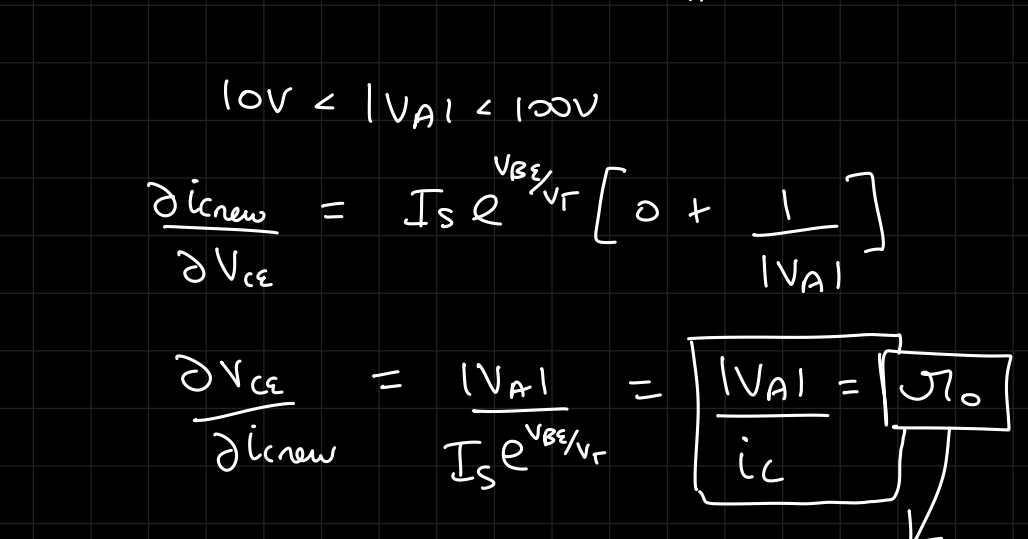 10V < |VA| < 100V
∂icnew/∂VCE = Is e^(VBE/VT) [0 + 1/|VA|]
∂VCE/∂icnew = |VA|/(Is e^(VBE/VT)) = |VA|/ic = r₀